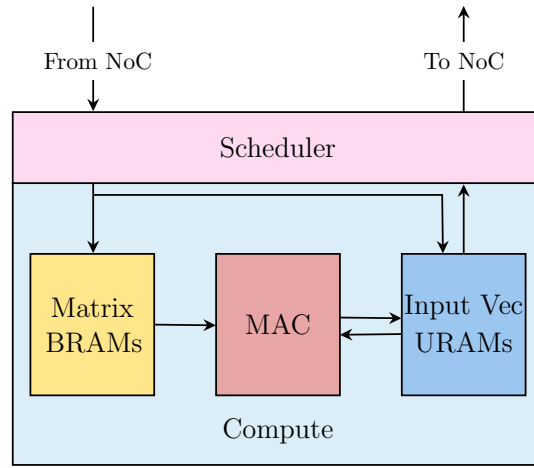 From NoC
To NoC
Scheduler
Matrix
BRAMs
MAC
Input Vec
URAMs
Compute